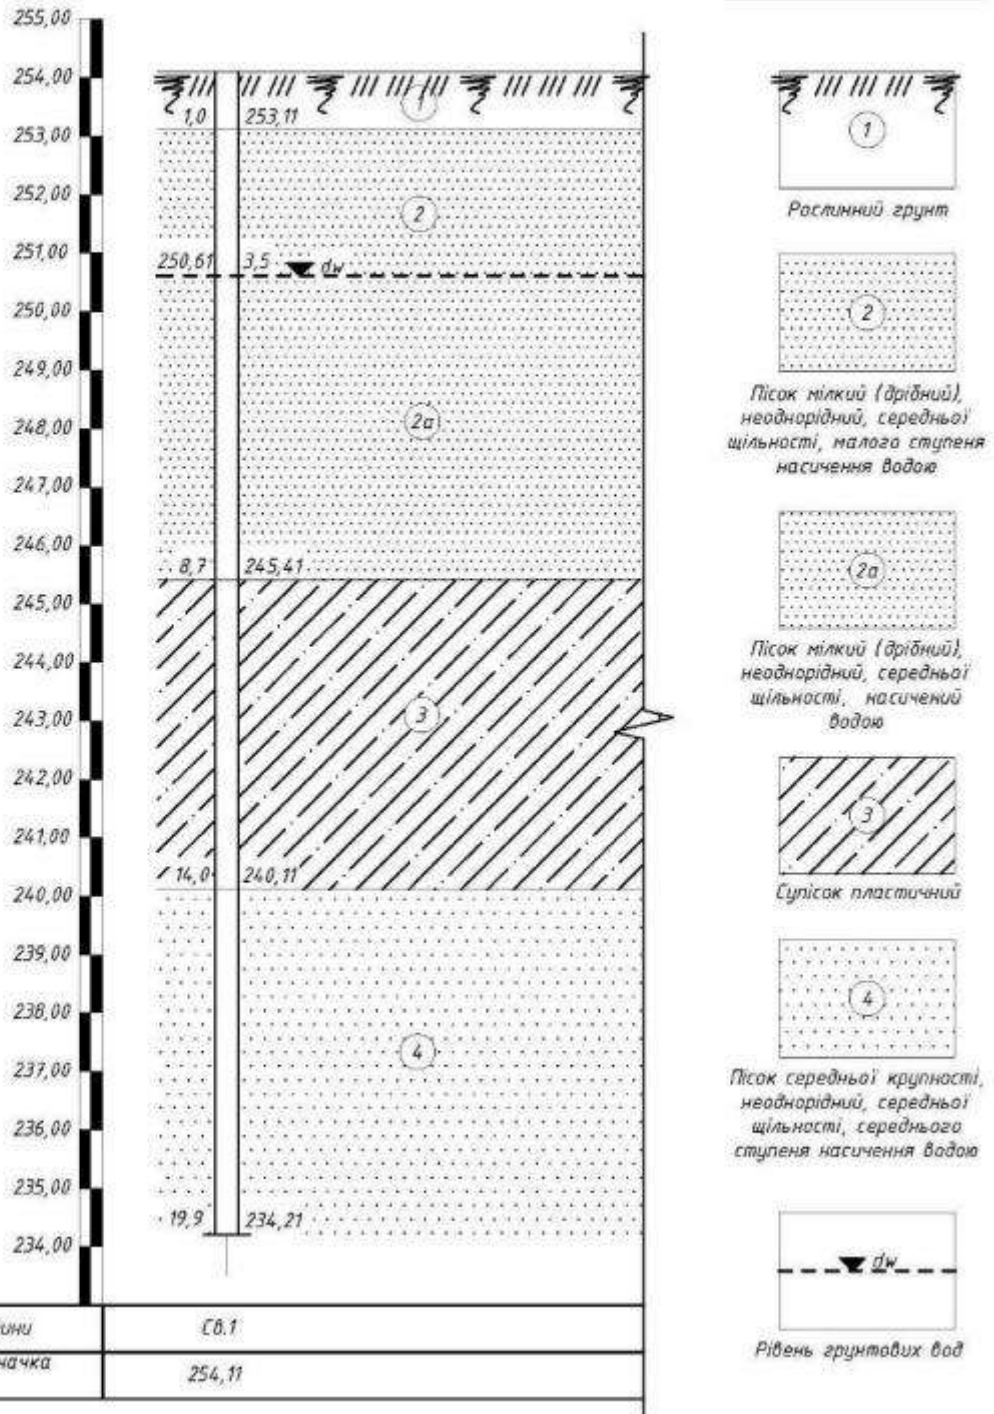 255,00
254,00
253,00
252,00
251,00
250,00
249,00
248,00
247,00
246,00
245,00
244,00
243,00
242,00
241,00
240,00
239,00
238,00
237,00
236,00
235,00
234,00
1
1,0 253,11
2
250,61 3,5 dw
2а
8,7 245,41
3
14,0 240,11
4
19,9 234,21
Св.1
254,11
1
Рослинний грунт
2
Пісок мілкий (дрібний),
неоднорідний, середньої
щільності, малого ступеня
насичення водою
2а
Пісок мілкий (дрібний),
неоднорідний, середньої
щільності, насичений
водою
3
Супісок пластичний
4
Пісок середньої крупності,
неоднорідний, середньої
щільності, середнього
ступеня насичення водою
dw
Рівень грунтових вод